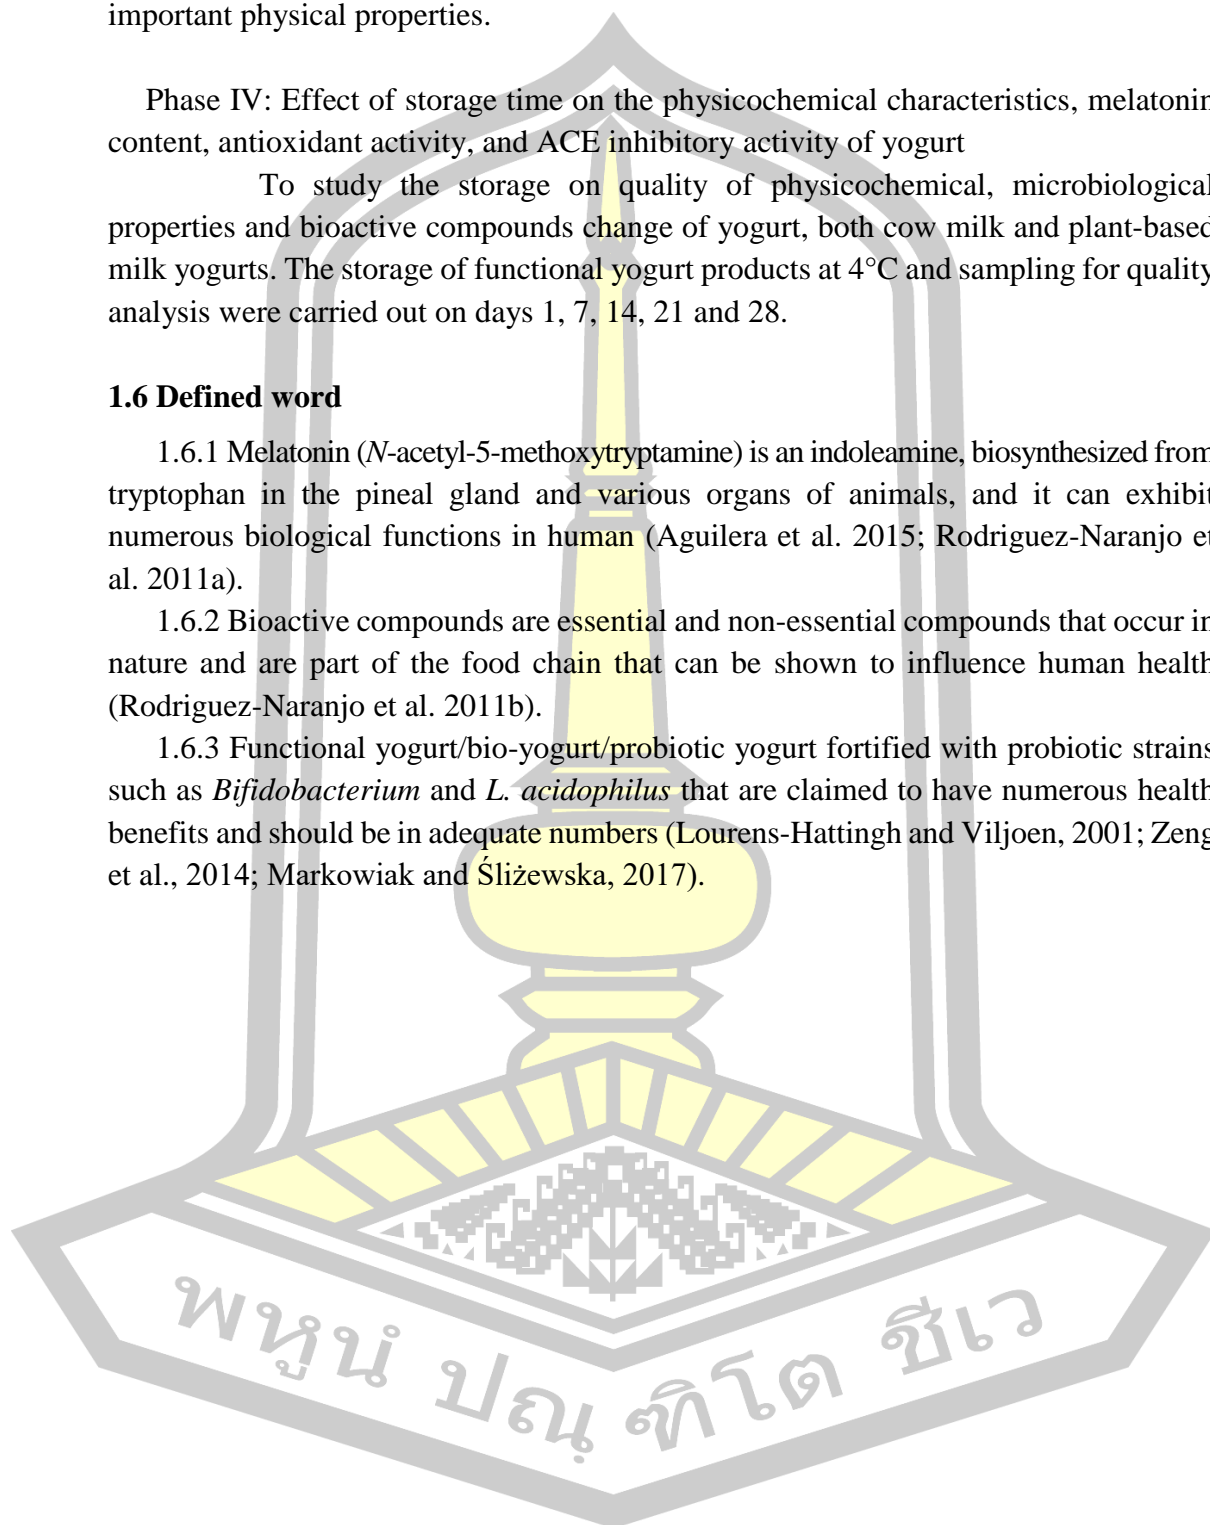 important physical properties.
Phase IV: Effect of storage time on the physicochemical characteristics, melatonin
content, antioxidant activity, and ACE inhibitory activity of yogurt
To study the storage on quality of physicochemical, microbiological
properties and bioactive compounds change of yogurt, both cow milk and plant-based
milk yogurts. The storage of functional yogurt products at 4°C and sampling for quality
analysis were carried out on days 1, 7, 14, 21 and 28.
1.6 Defined word
1.6.1 Melatonin (N-acetyl-5-methoxytryptamine) is an indoleamine, biosynthesized from
tryptophan in the pineal gland and various organs of animals, and it can exhibit
numerous biological functions in human (Aguilera et al. 2015; Rodriguez-Naranjo et
al. 2011a).
1.6.2 Bioactive compounds are essential and non-essential compounds that occur in
nature and are part of the food chain that can be shown to influence human health
(Rodriguez-Naranjo et al. 2011b).
1.6.3 Functional yogurt/bio-yogurt/probiotic yogurt fortified with probiotic strains
such as Bifidobacterium and L. acidophilus that are claimed to have numerous health
benefits and should be in adequate numbers (Lourens-Hattingh and Viljoen, 2001; Zeng
et al., 2014; Markowiak and Śliżewska, 2017).
พหูนํ ปณฺ ฑิโต ชีเว